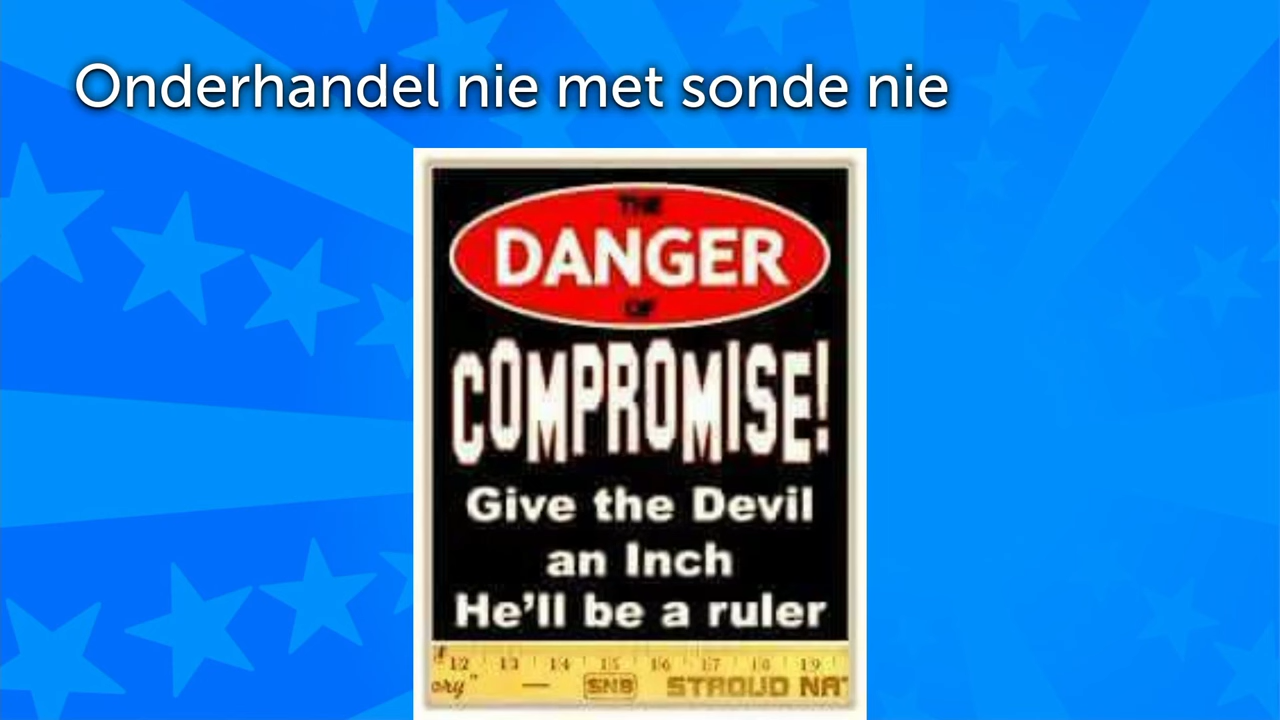 Onderhandel nie met sonde nie
THE
DANGER
OF
COMPROMISE!
Give the Devil
an Inch
He'll be a ruler
12 13 14 15 16 17 18 19
ory" — SNB STROUD NA